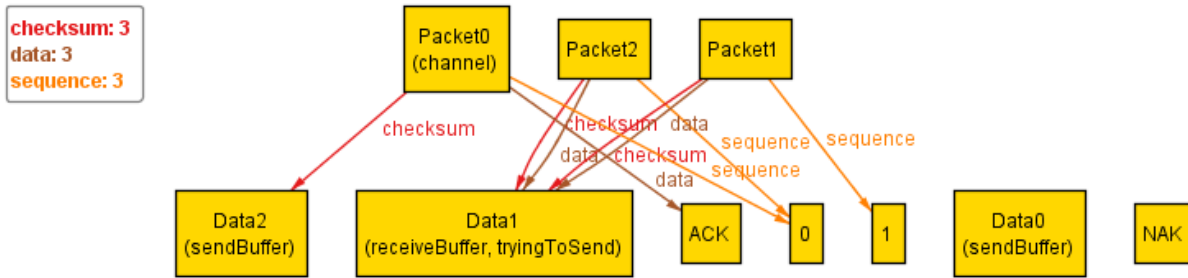 checksum: 3
data: 3
sequence: 3
Packet0
(channel)
Packet2
Packet1
checksum
checksum
data
sequence
sequence
data
checksum
sequence
data
Data2
(sendBuffer)
Data1
(receiveBuffer, tryingToSend)
ACK
0
1
Data0
(sendBuffer)
NAK